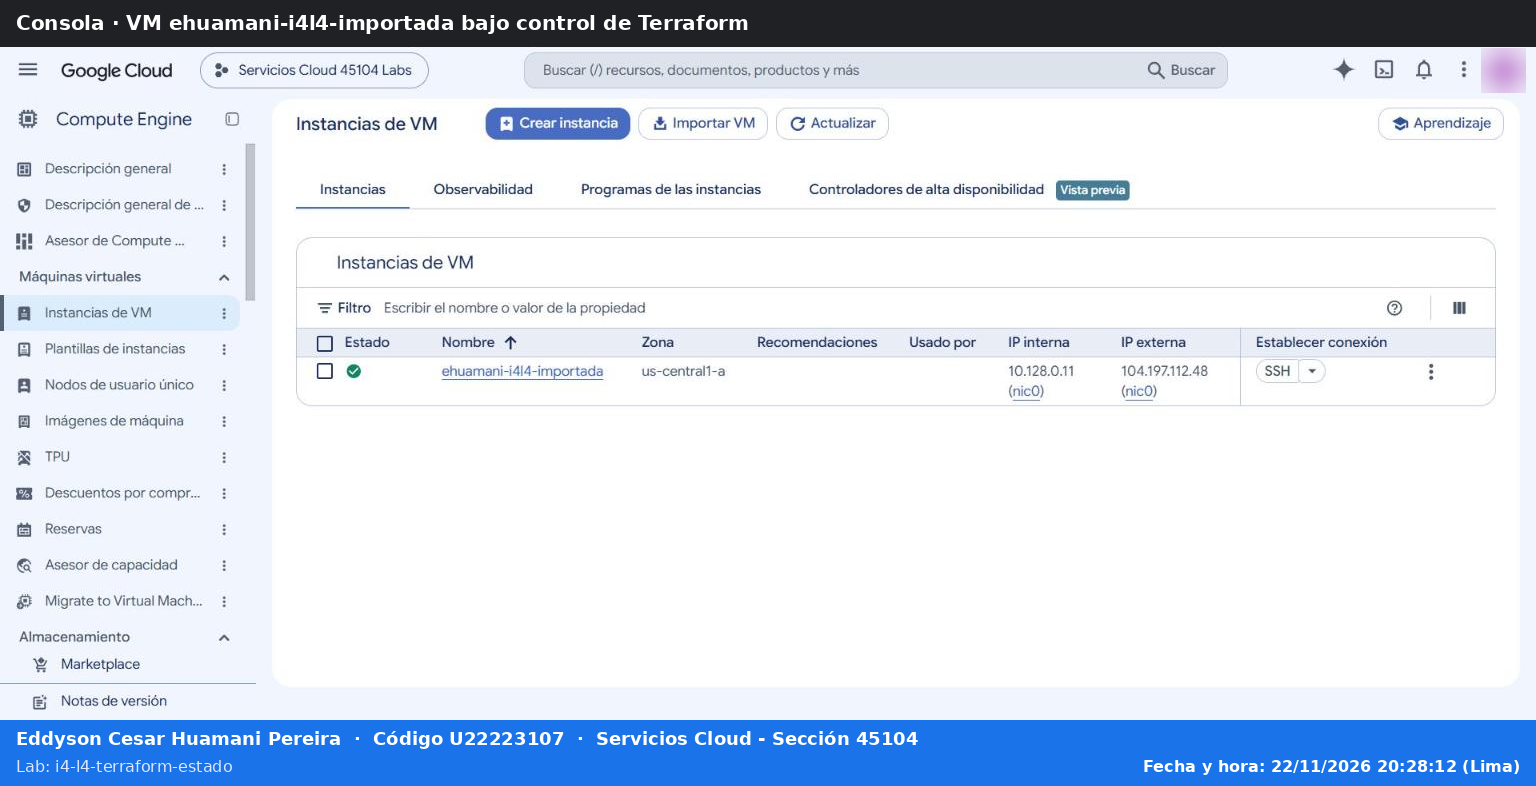 Consola · VM ehuamani-i4l4-importada bajo control de Terraform
Google Cloud
Servicios Cloud 45104 Labs
Buscar (/) recursos, documentos, productos y más
Buscar
Compute Engine
Descripción general
Descripción general de ...
Asesor de Compute ...
Máquinas virtuales
Instancias de VM
Plantillas de instancias
Nodos de usuario único
Imágenes de máquina
TPU
Descuentos por compr...
Reservas
Asesor de capacidad
Migrate to Virtual Mach...
Almacenamiento
Marketplace
Notas de versión
Instancias de VM
Crear instancia
Importar VM
Actualizar
Aprendizaje
Instancias
Observabilidad
Programas de las instancias
Controladores de alta disponibilidad
Vista previa
Instancias de VM
Filtro Escribir el nombre o valor de la propiedad
Estado Nombre Zona Recomendaciones Usado por IP interna IP externa Establecer conexión
ehuamani-i4l4-importada us-central1-a 10.128.0.11 104.197.112.48 SSH
(nic0) (nic0)
Eddyson Cesar Huamani Pereira · Código U22223107 · Servicios Cloud - Sección 45104
Lab: i4-l4-terraform-estado
Fecha y hora: 22/11/2026 20:28:12 (Lima)